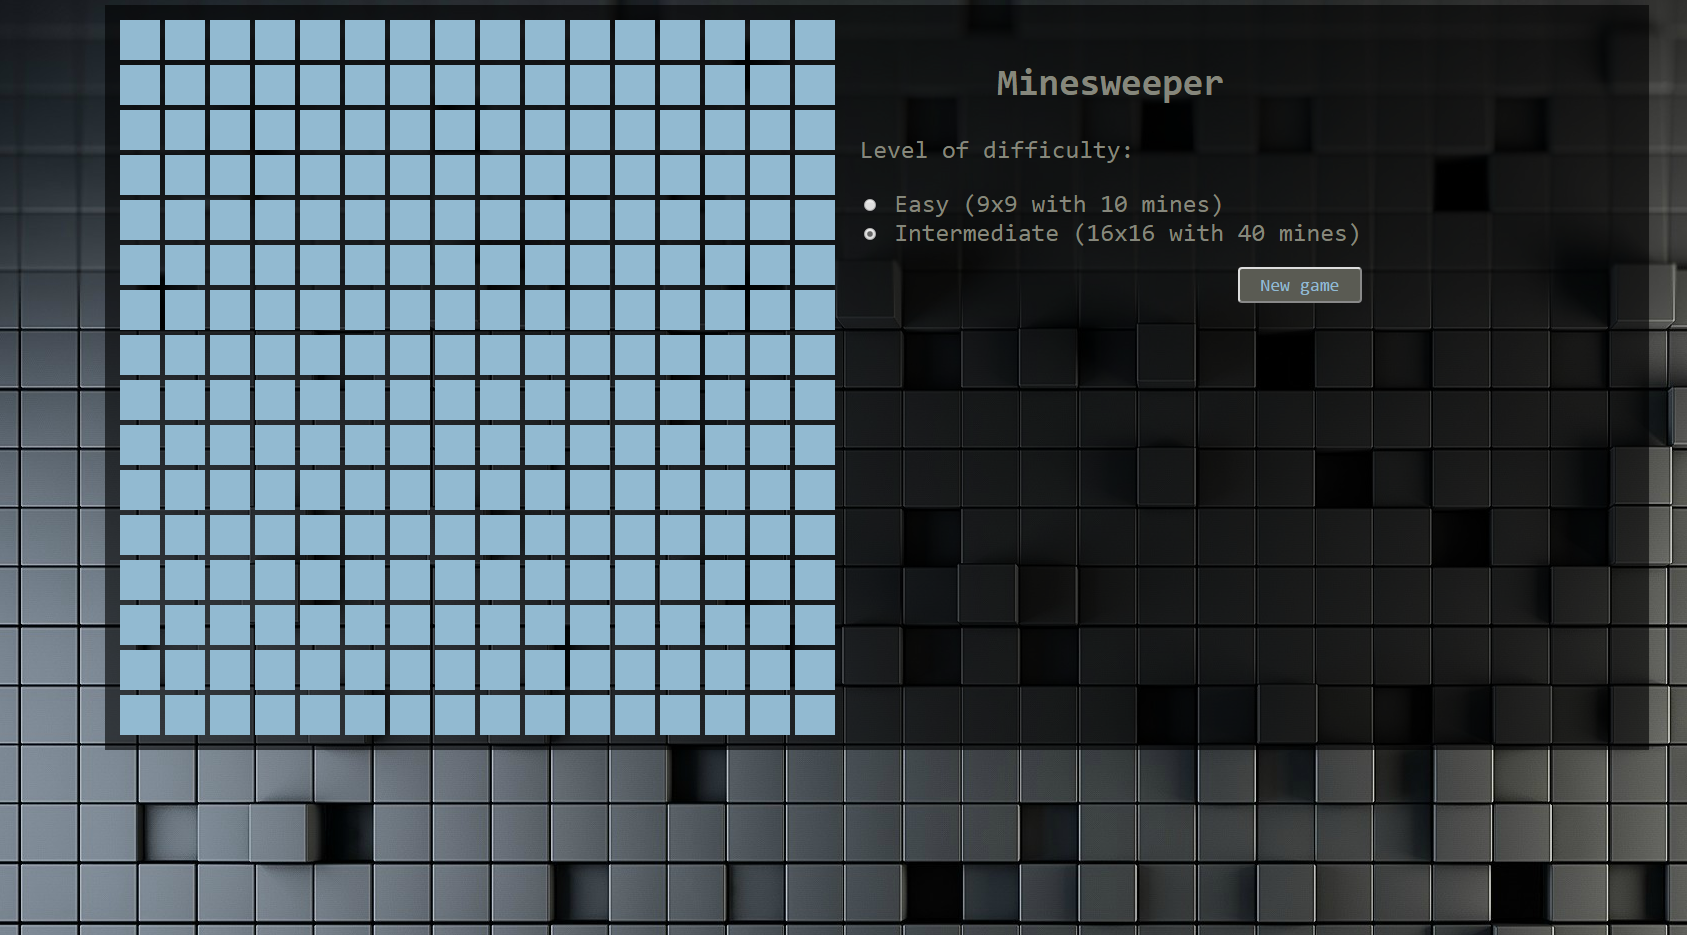 Minesweeper
Level of difficulty:
Easy (9x9 with 10 mines)
Intermediate (16x16 with 40 mines)
New game